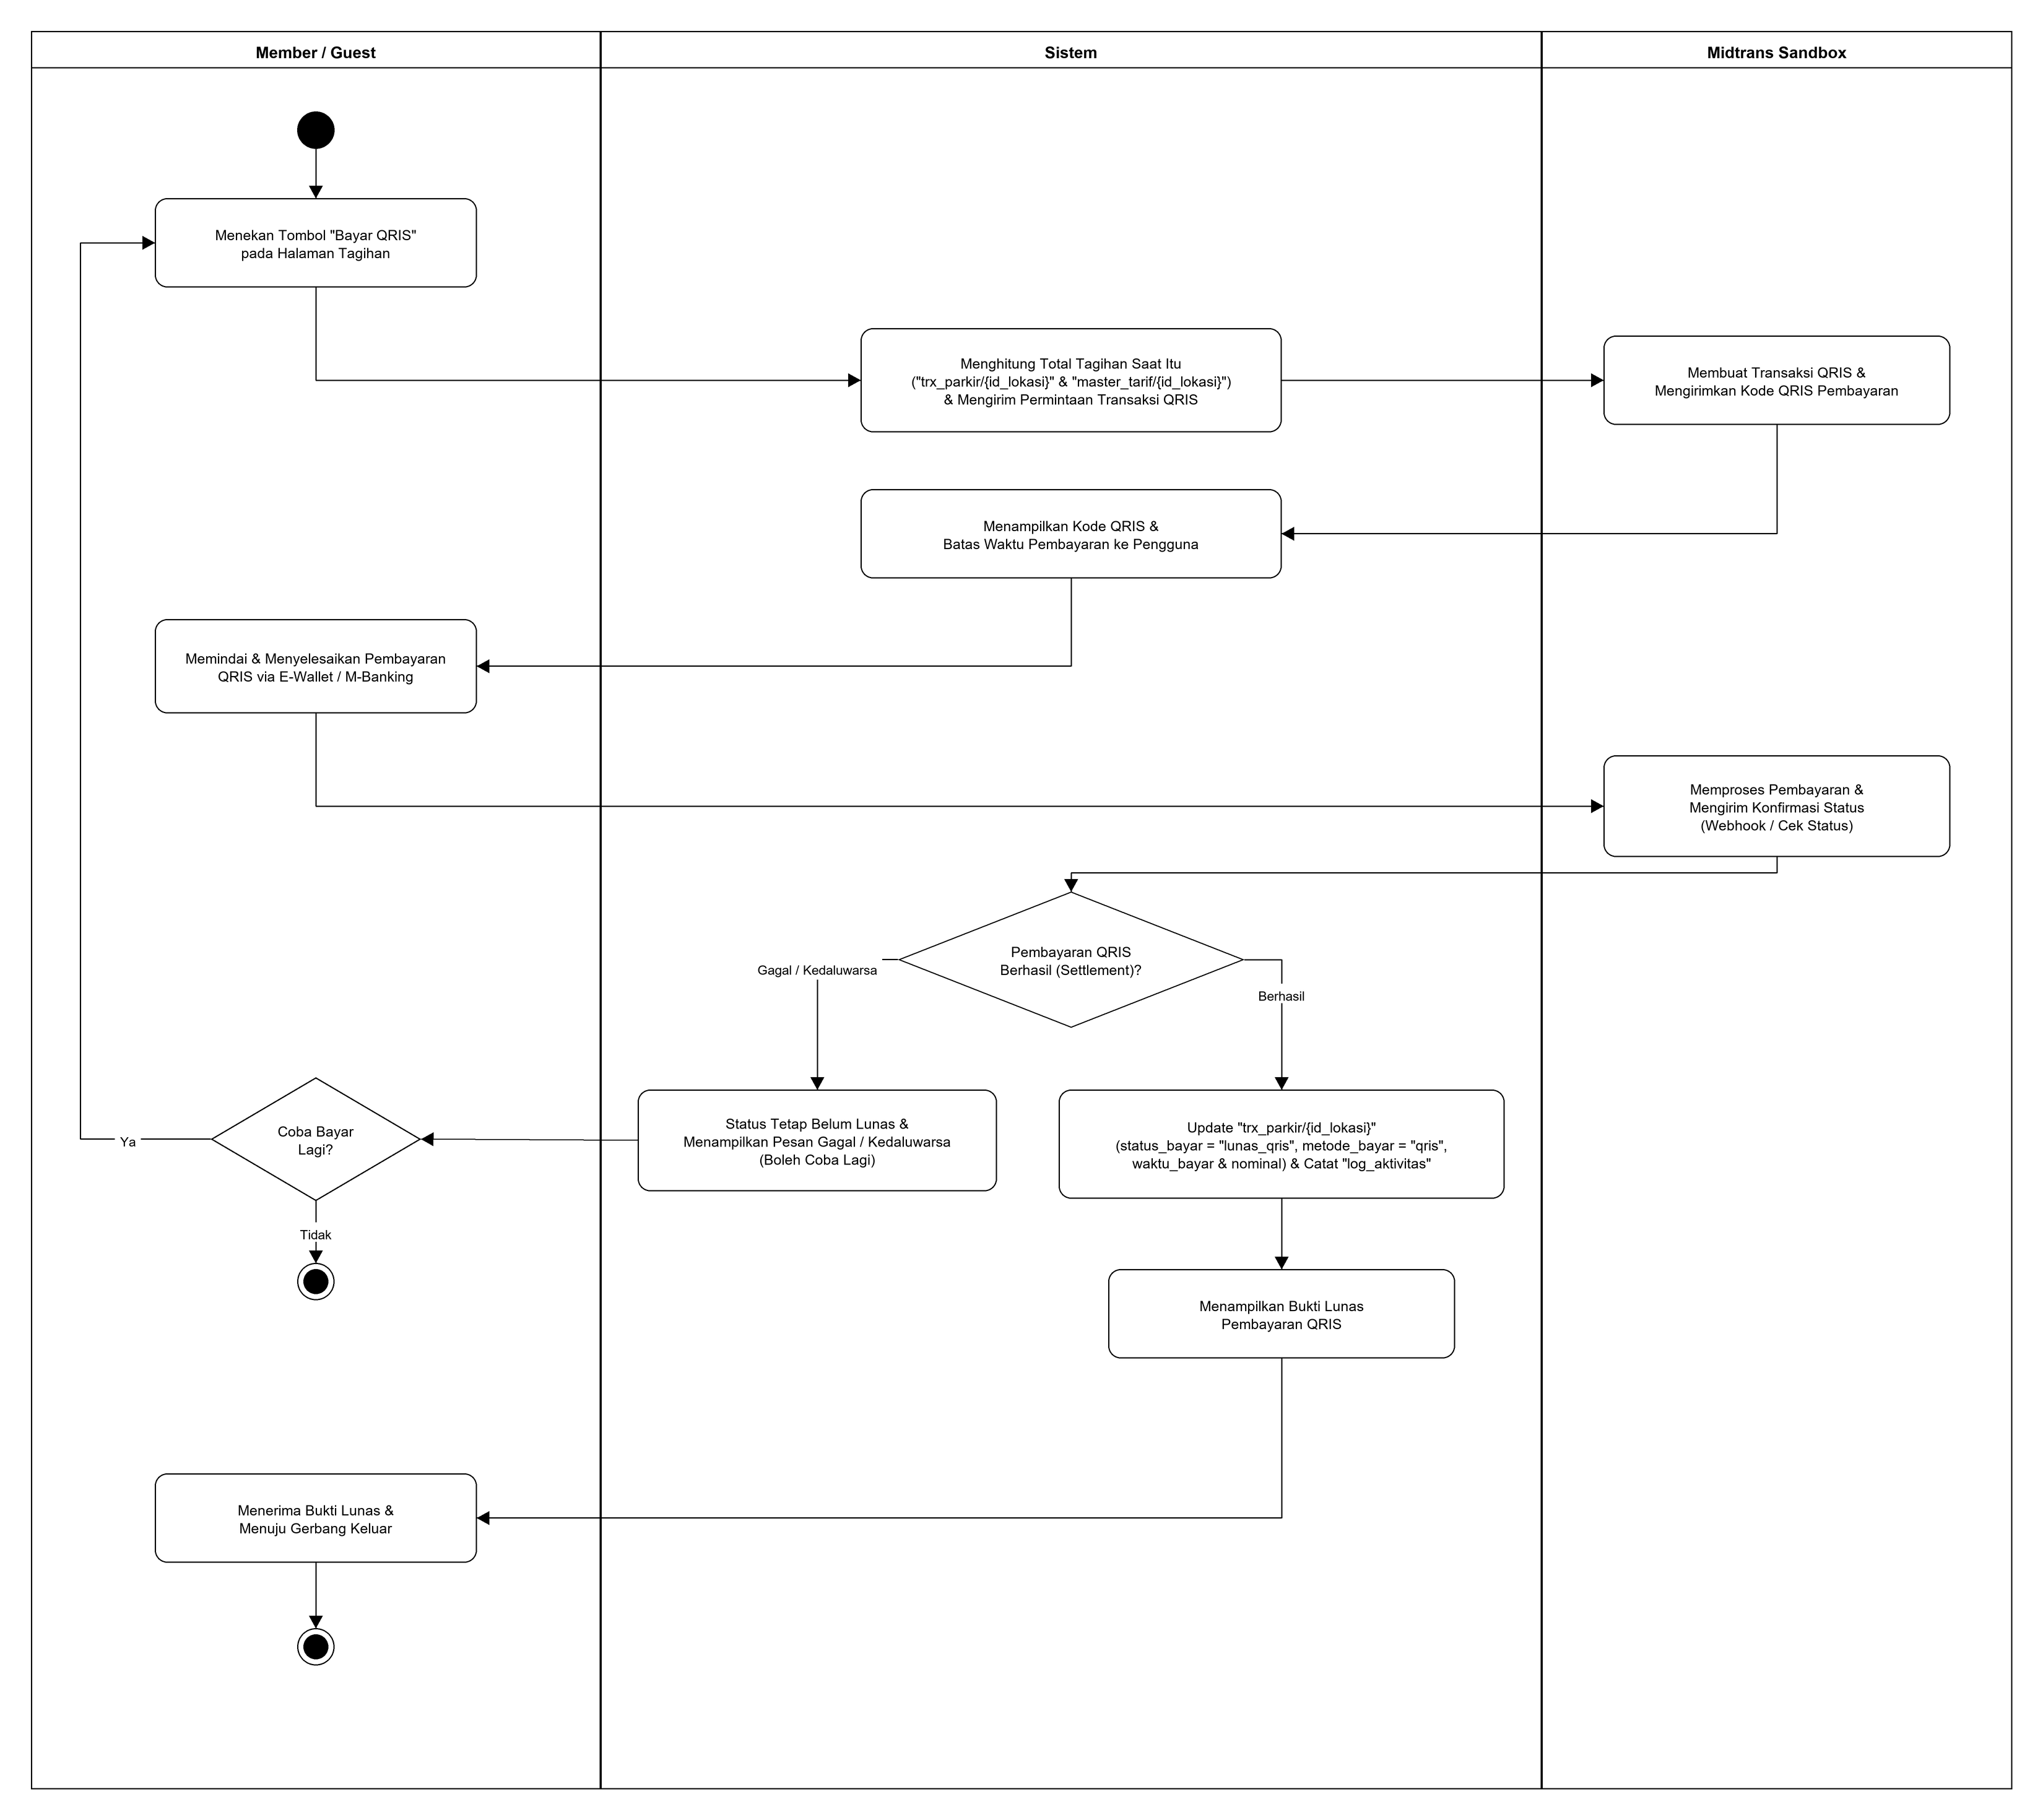 Member / Guest
Sistem
Midtrans Sandbox
Menekan Tombol "Bayar QRIS"
pada Halaman Tagihan
Menghitung Total Tagihan Saat Itu
("trx_parkir/{id_lokasi}" & "master_tarif/{id_lokasi}")
& Mengirim Permintaan Transaksi QRIS
Membuat Transaksi QRIS &
Mengirimkan Kode QRIS Pembayaran
Menampilkan Kode QRIS &
Batas Waktu Pembayaran ke Pengguna
Memindai & Menyelesaikan Pembayaran
QRIS via E-Wallet / M-Banking
Memproses Pembayaran &
Mengirim Konfirmasi Status
(Webhook / Cek Status)
Pembayaran QRIS
Berhasil (Settlement)?
Gagal / Kedaluwarsa
Berhasil
Coba Bayar
Lagi?
Ya
Status Tetap Belum Lunas &
Menampilkan Pesan Gagal / Kedaluwarsa
(Boleh Coba Lagi)
Update "trx_parkir/{id_lokasi}"
(status_bayar = "lunas_qris", metode_bayar = "qris",
waktu_bayar & nominal) & Catat "log_aktivitas"
Tidak
Menampilkan Bukti Lunas
Pembayaran QRIS
Menerima Bukti Lunas &
Menuju Gerbang Keluar